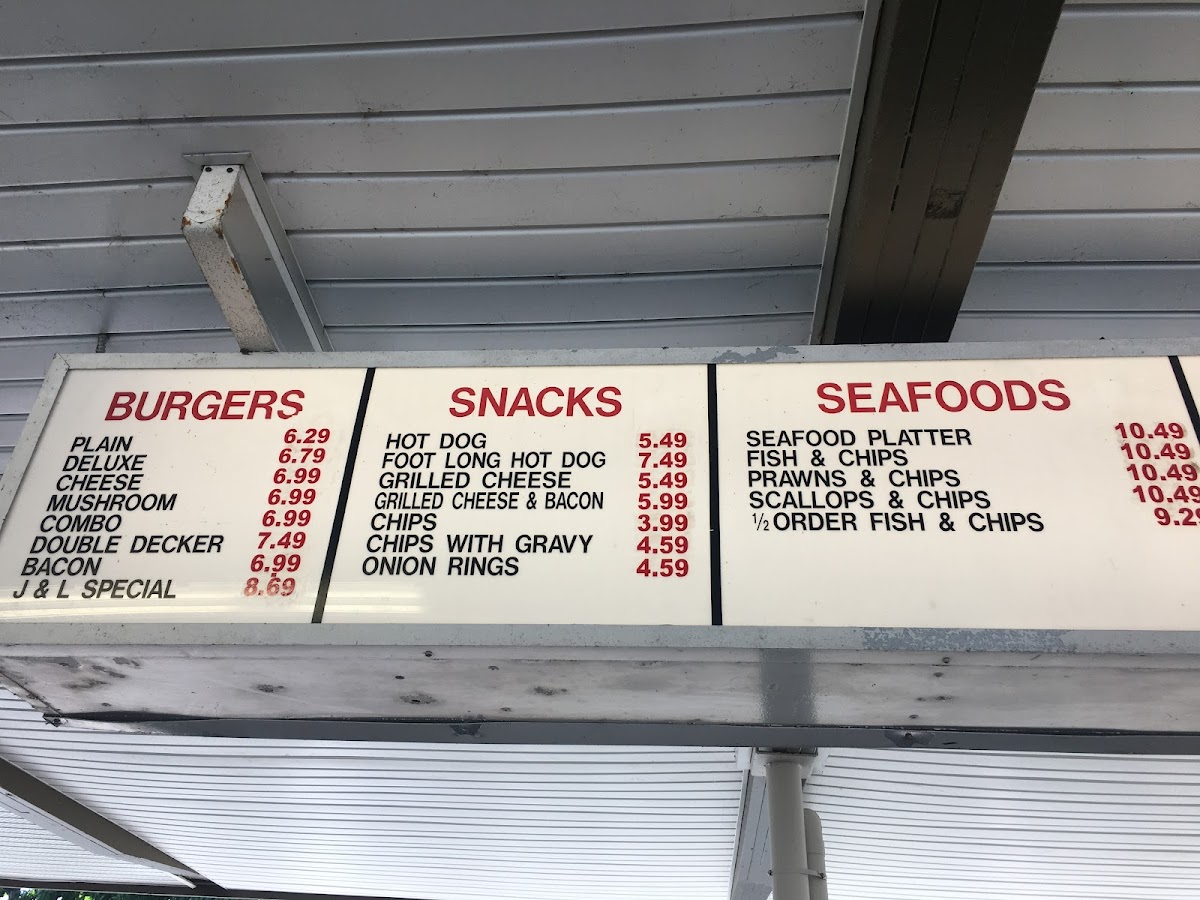 BURGERS
PLAIN 6.29
DELUXE 6.79
CHEESE 6.99
MUSHROOM 6.99
COMBO 6.99
DOUBLE DECKER 7.49
BACON 6.99
J & L SPECIAL 8.69
SNACKS
HOT DOG 5.49
FOOT LONG HOT DOG 7.49
GRILLED CHEESE 5.49
GRILLED CHEESE & BACON 5.99
CHIPS 3.99
CHIPS WITH GRAVY 4.59
ONION RINGS 4.59
SEAFOODS
SEAFOOD PLATTER 10.49
FISH & CHIPS 10.49
PRAWNS & CHIPS 10.49
SCALLOPS & CHIPS 10.49
1/2 ORDER FISH & CHIPS 9.29